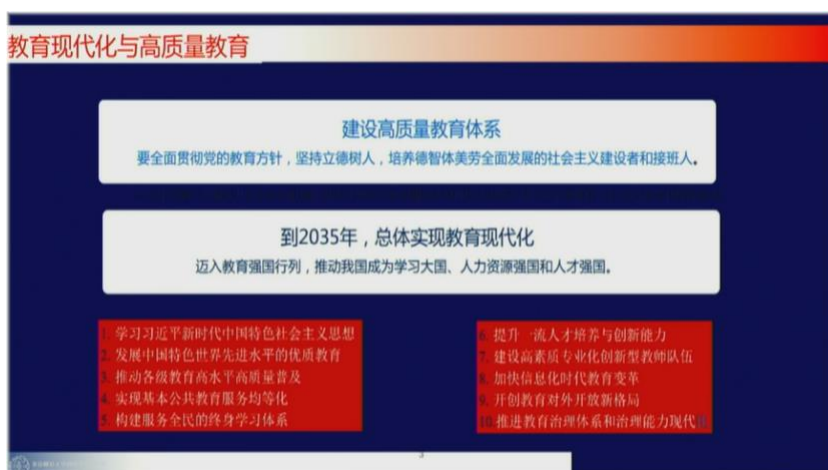 教育现代化与高质量教育
建设高质量教育体系
要全面贯彻党的教育方针，坚持立德树人，培养德智体美劳全面发展的社会主义建设者和接班人。
到2035年，总体实现教育现代化
迈入教育强国行列，推动我国成为学习大国、人力资源强国和人才强国。
1. 学习习近平新时代中国特色社会主义思想
2. 发展中国特色世界先进水平的优质教育
3. 推动各级教育高水平高质量普及
4. 实现基本公共教育服务均等化
5. 构建服务全民的终身学习体系
6. 提升一流人才培养与创新能力
7. 建设高素质专业化创新型教师队伍
8. 加快信息化时代教育变革
9. 开创教育对外开放新格局
10.推进教育治理体系和治理能力现代化
3